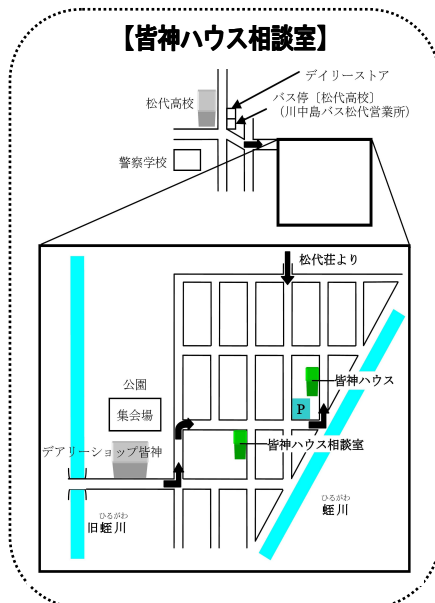 【皆神ハウス相談室】
デイリーストア
松代高校
バス停〔松代高校〕
（川中島バス松代営業所）
警察学校
松代荘より
皆神ハウス
公園
P
集会場
デアリーショップ皆神
皆神ハウス相談室
ひるがわ
蛭川
ひるがわ
旧蛭川